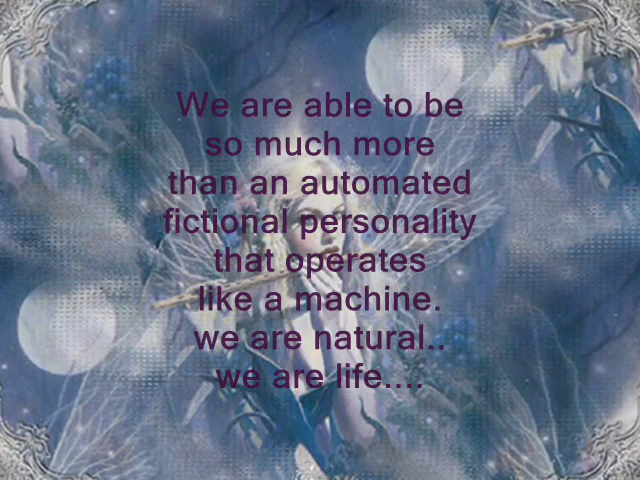 We are able to be
so much more
than an automated
fictional personality
that operates
like a machine.
we are natural..
we are life....